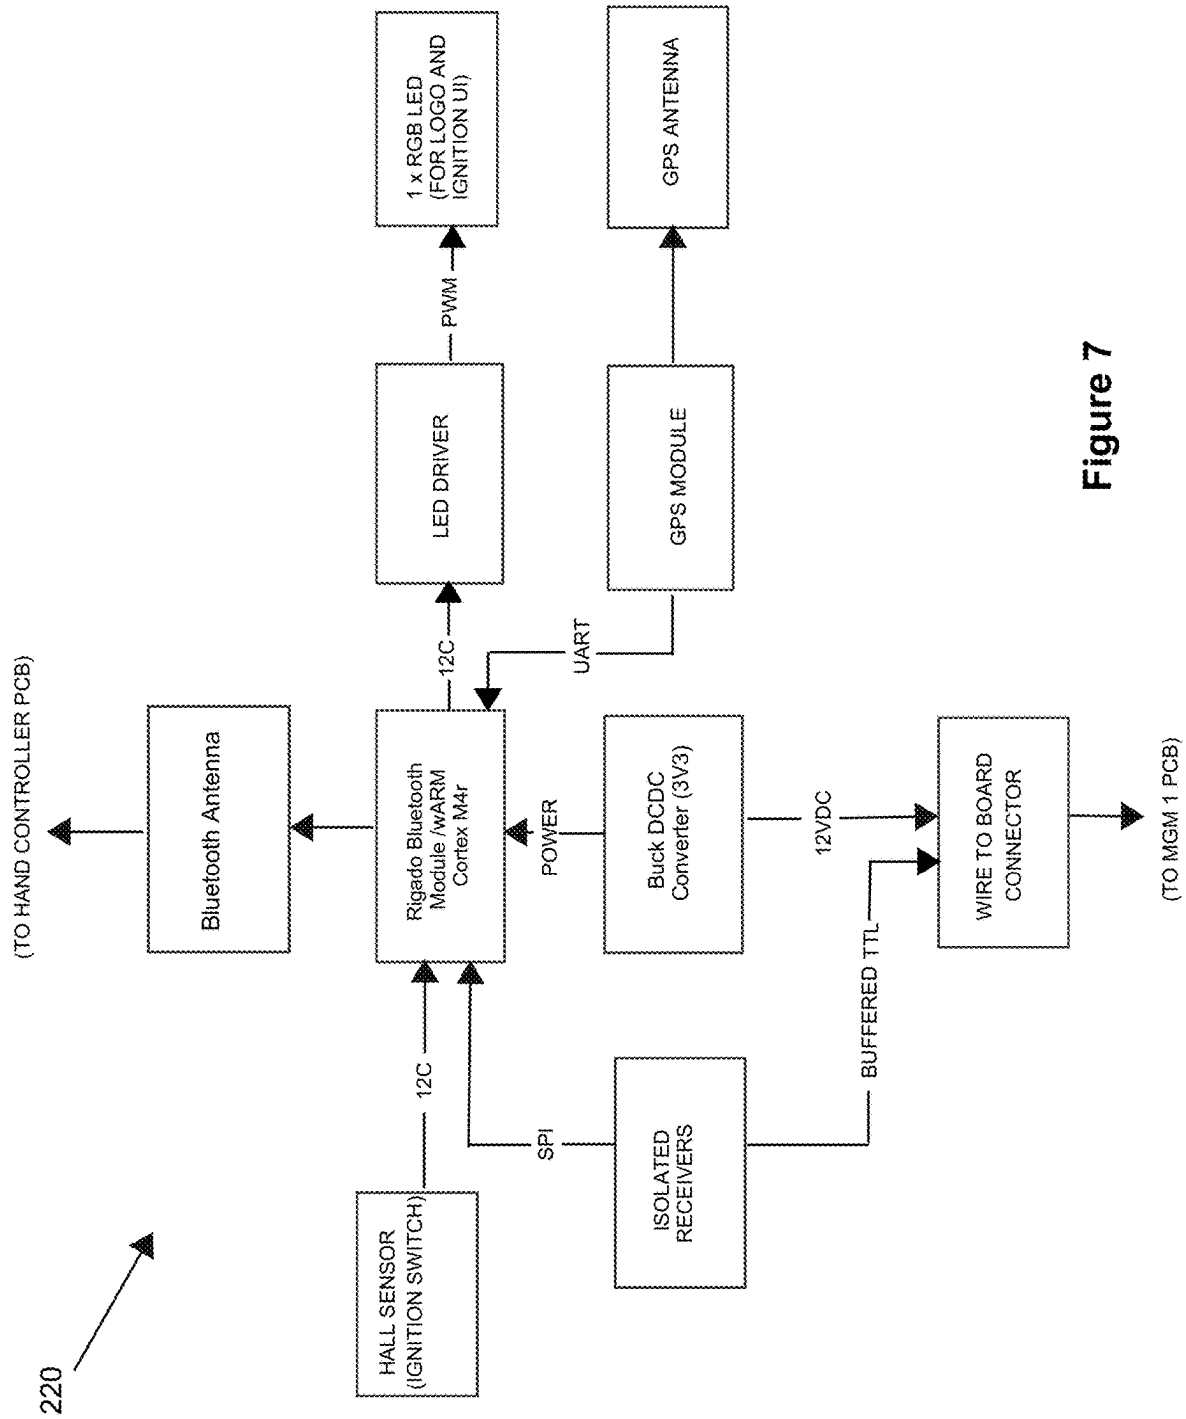 220
(TO HAND CONTROLLER PCB)
Bluetooth Antenna
HALL SENSOR
(IGNITION SWITCH)
12C
Rigado Bluetooth
Module /wARM
Cortex M4r
12C
LED DRIVER
PWM
1 x RGB LED
(FOR LOGO AND
IGNITION UI)
SPI
POWER
UART
ISOLATED
RECEIVERS
Buck DCDC
Converter (3V3)
GPS MODULE
GPS ANTENNA
12VDC
BUFFERED TTL
WIRE TO BOARD
CONNECTOR
(TO MGM 1 PCB)
Figure 7